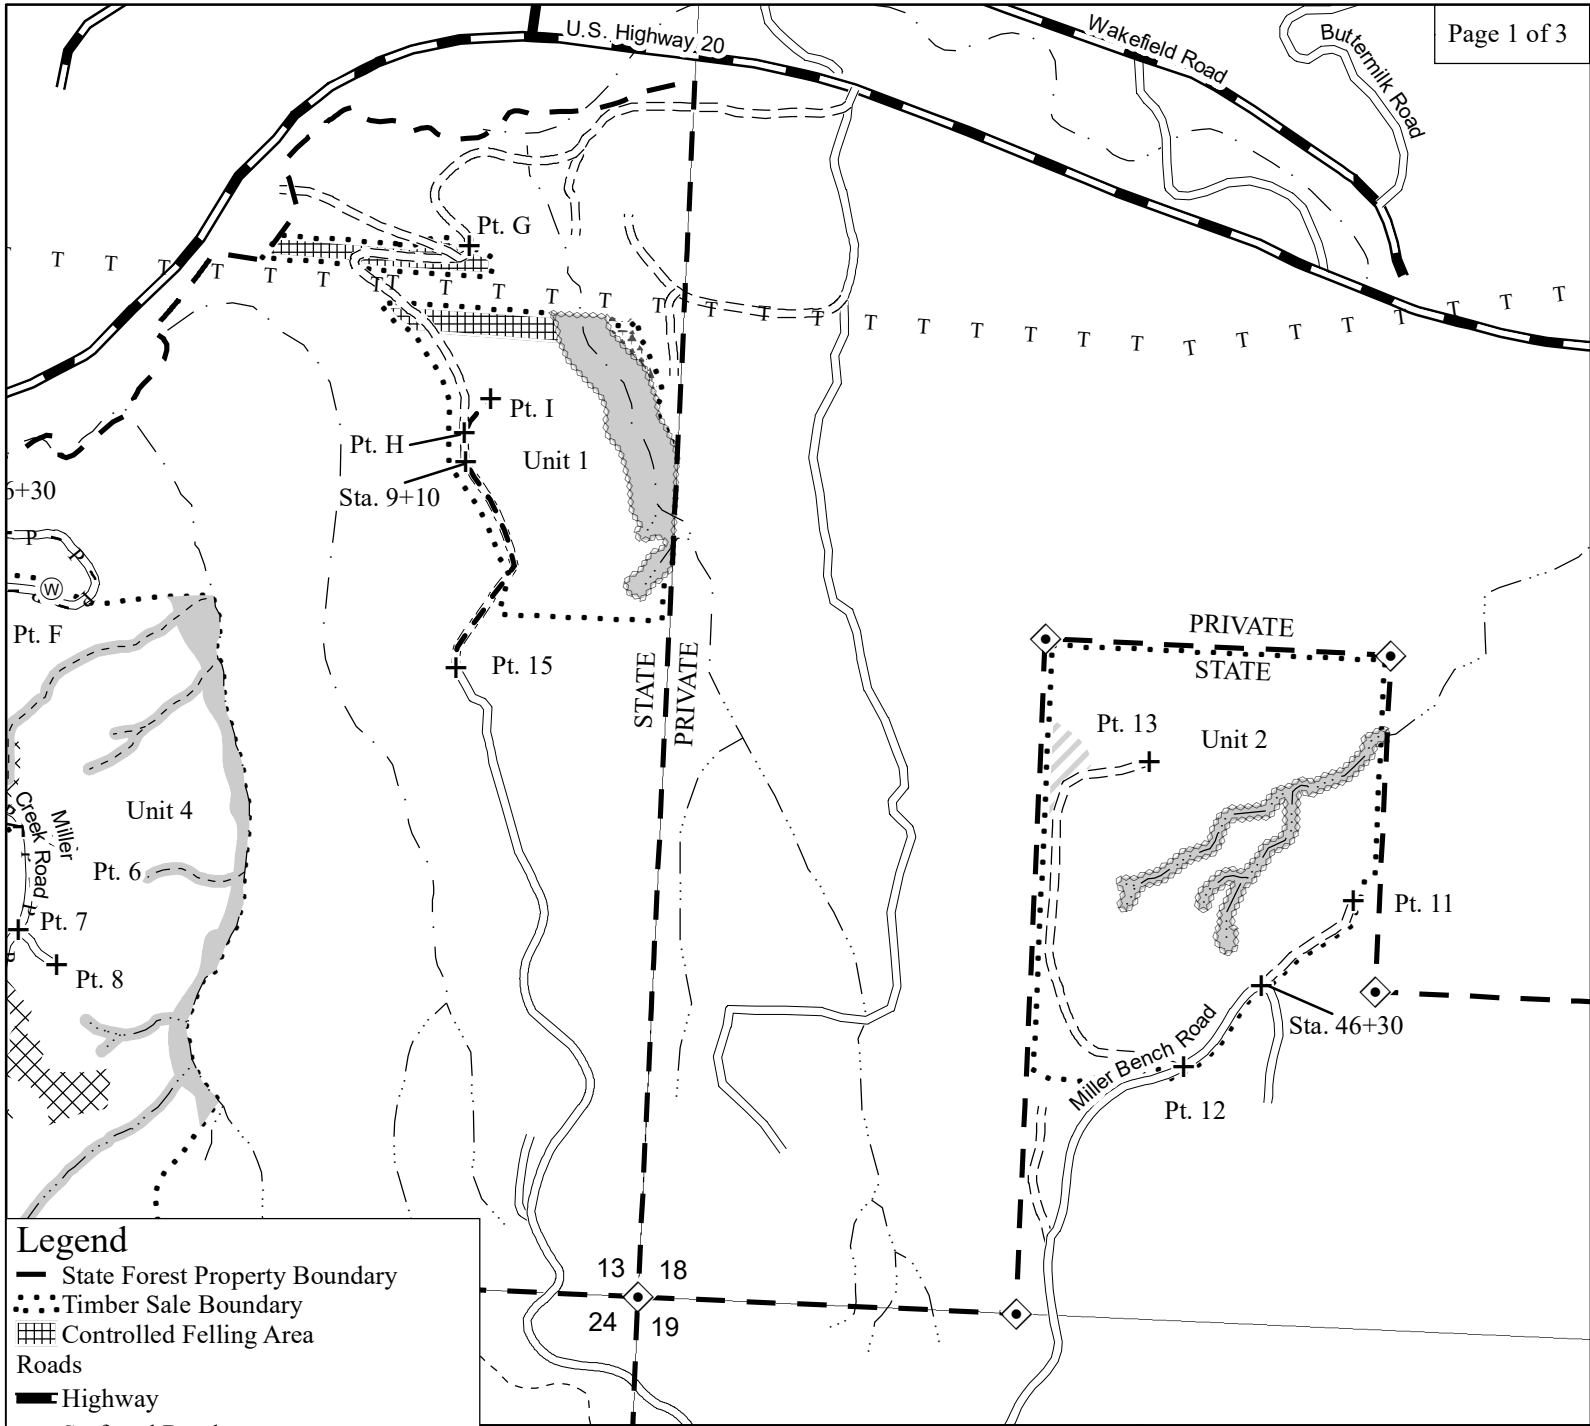 U.S. Highway 20
Wakefield Road
Buttermilk Road
Page 1 of 3
Pt. G
T T T T T T T T T T T T T T T T T T T T T T T T T T T T T T
Pt. I
Pt. H
Unit 1
Sta. 9+10
6+30
P
P
P
W
Pt. F
PRIVATE
STATE
STATE
PRIVATE
Pt. 15
Pt. 13
Unit 2
Unit 4
Miller
Creek Road
Pt. 6
Pt. 7
Pt. 8
Pt. 11
Sta. 46+30
Miller Bench Road
Pt. 12
13 18
24 19
Legend
State Forest Property Boundary
Timber Sale Boundary
Controlled Felling Area
Roads
Highway